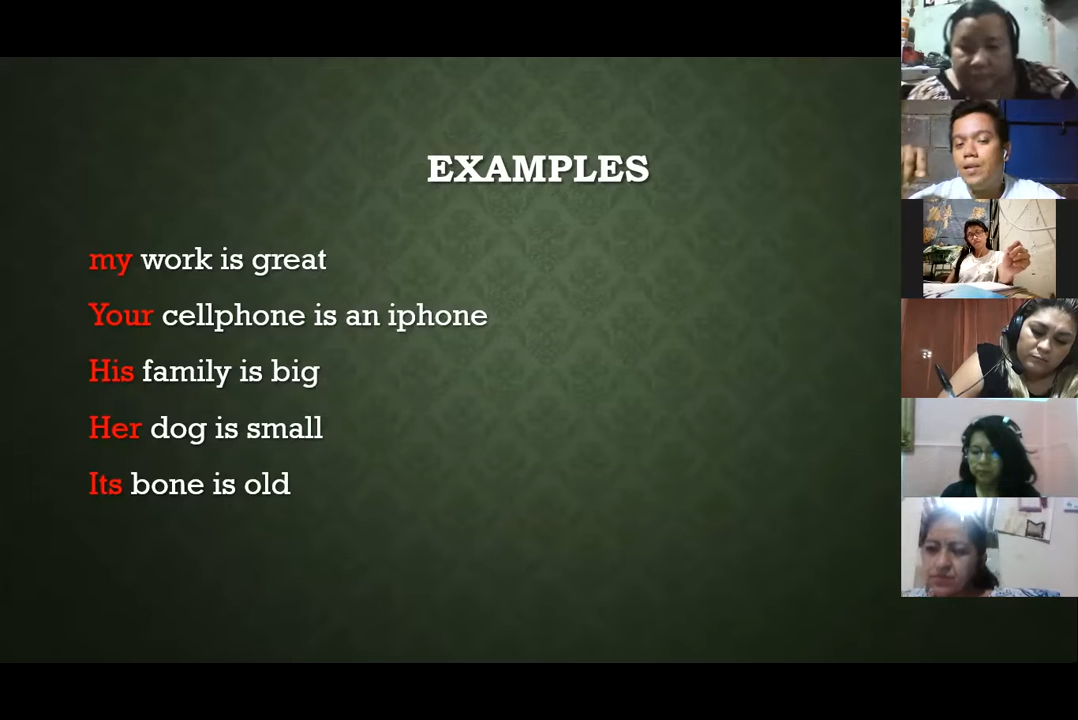 EXAMPLES
my work is great
Your cellphone is an iphone
His family is big
Her dog is small
Its bone is old